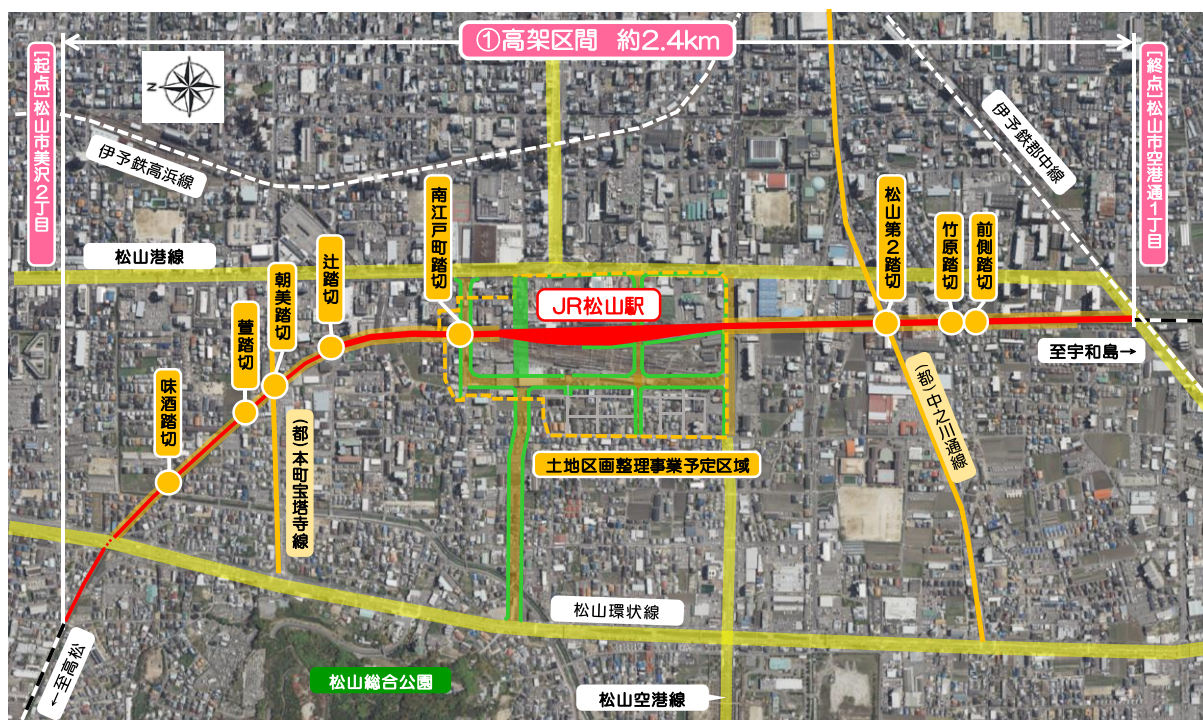 ①高架区間 約2.4km
[起点]松山市美沢2丁目
[終点]松山市空港通1丁目
N
伊予鉄高浜線
伊予鉄郡中線
松山港線
南江戸町踏切
辻踏切
朝美踏切
萱踏切
味酒踏切
JR松山駅
松山第2踏切
竹原踏切
前側踏切
至宇和島→
(都)中之川通線
(都)本町宝塔寺線
土地区画整理事業予定区域
松山環状線
←至高松
松山総合公園
松山空港線